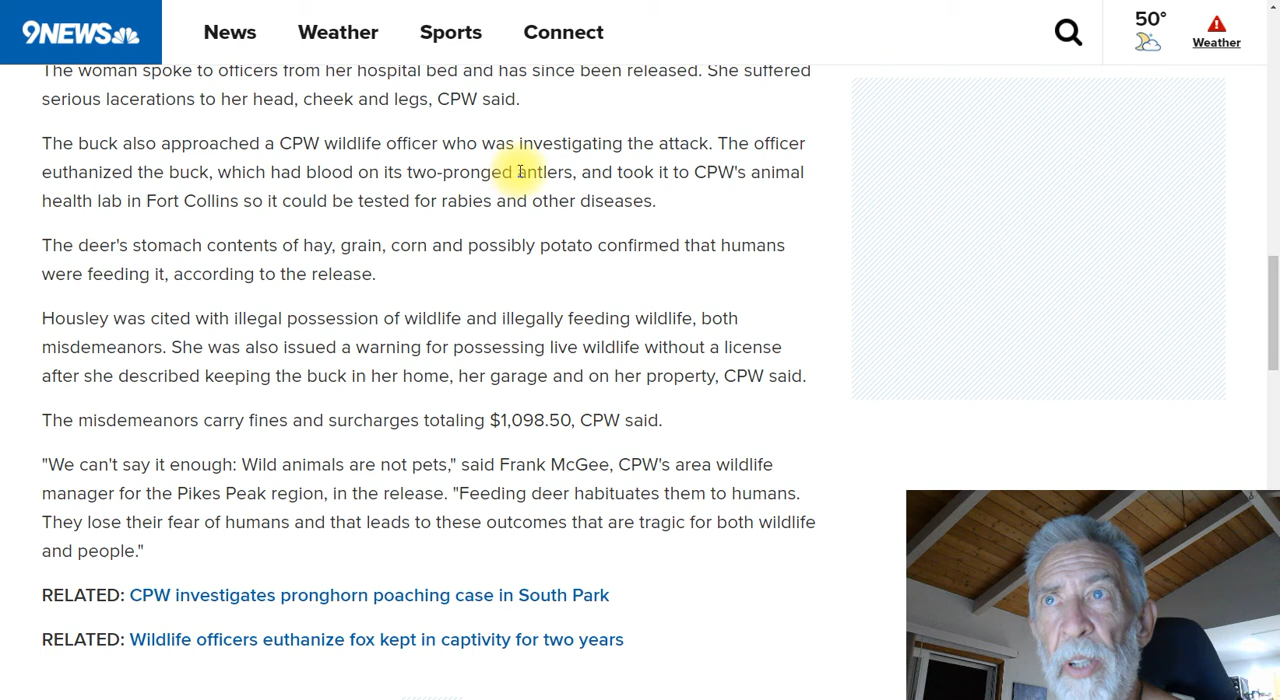 9NEWS
News
Weather
Sports
Connect
50°
Weather
The woman spoke to officers from her hospital bed and has since been released. She suffered
serious lacerations to her head, cheek and legs, CPW said.
The buck also approached a CPW wildlife officer who was investigating the attack. The officer
euthanized the buck, which had blood on its two-pronged antlers, and took it to CPW's animal
health lab in Fort Collins so it could be tested for rabies and other diseases.
The deer's stomach contents of hay, grain, corn and possibly potato confirmed that humans
were feeding it, according to the release.
Housley was cited with illegal possession of wildlife and illegally feeding wildlife, both
misdemeanors. She was also issued a warning for possessing live wildlife without a license
after she described keeping the buck in her home, her garage and on her property, CPW said.
The misdemeanors carry fines and surcharges totaling $1,098.50, CPW said.
"We can't say it enough: Wild animals are not pets," said Frank McGee, CPW's area wildlife
manager for the Pikes Peak region, in the release. "Feeding deer habituates them to humans.
They lose their fear of humans and that leads to these outcomes that are tragic for both wildlife
and people."
RELATED: CPW investigates pronghorn poaching case in South Park
RELATED: Wildlife officers euthanize fox kept in captivity for two years